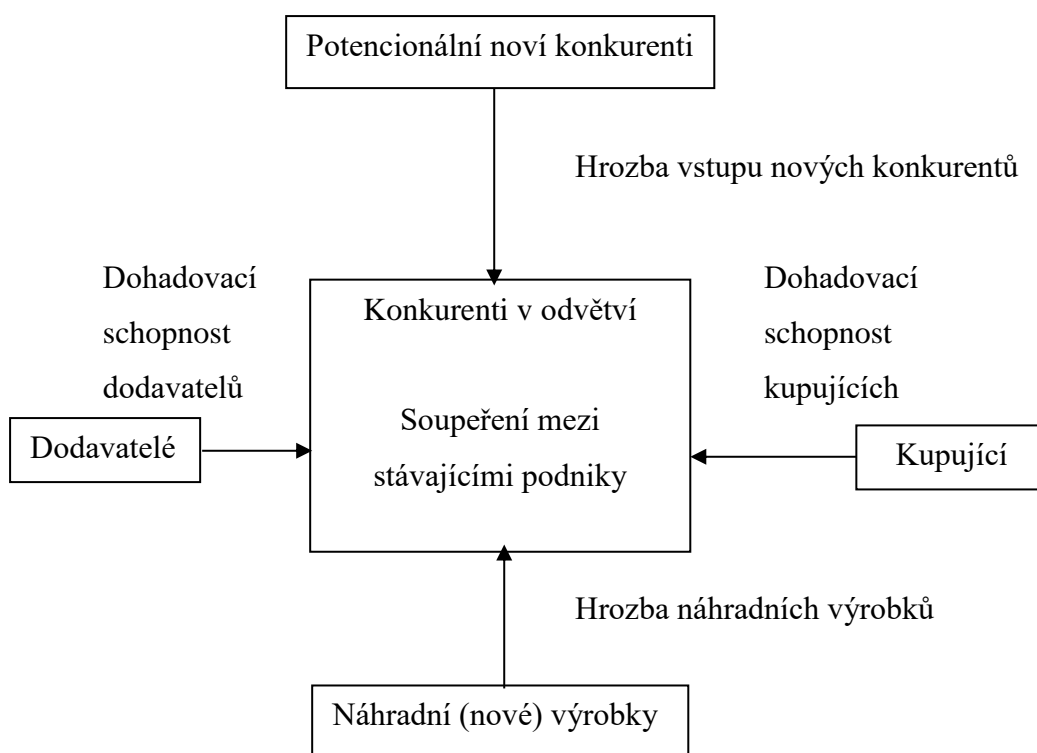 Potencionální noví konkurenti
Hrozba vstupu nových konkurentů
Dohadovací
schopnost
dodavatelů
Konkurenti v odvětví
Soupeření mezi
stávajícími podniky
Dohadovací
schopnost
kupujících
Dodavatelé
Kupující
Hrozba náhradních výrobků
Náhradní (nové) výrobky